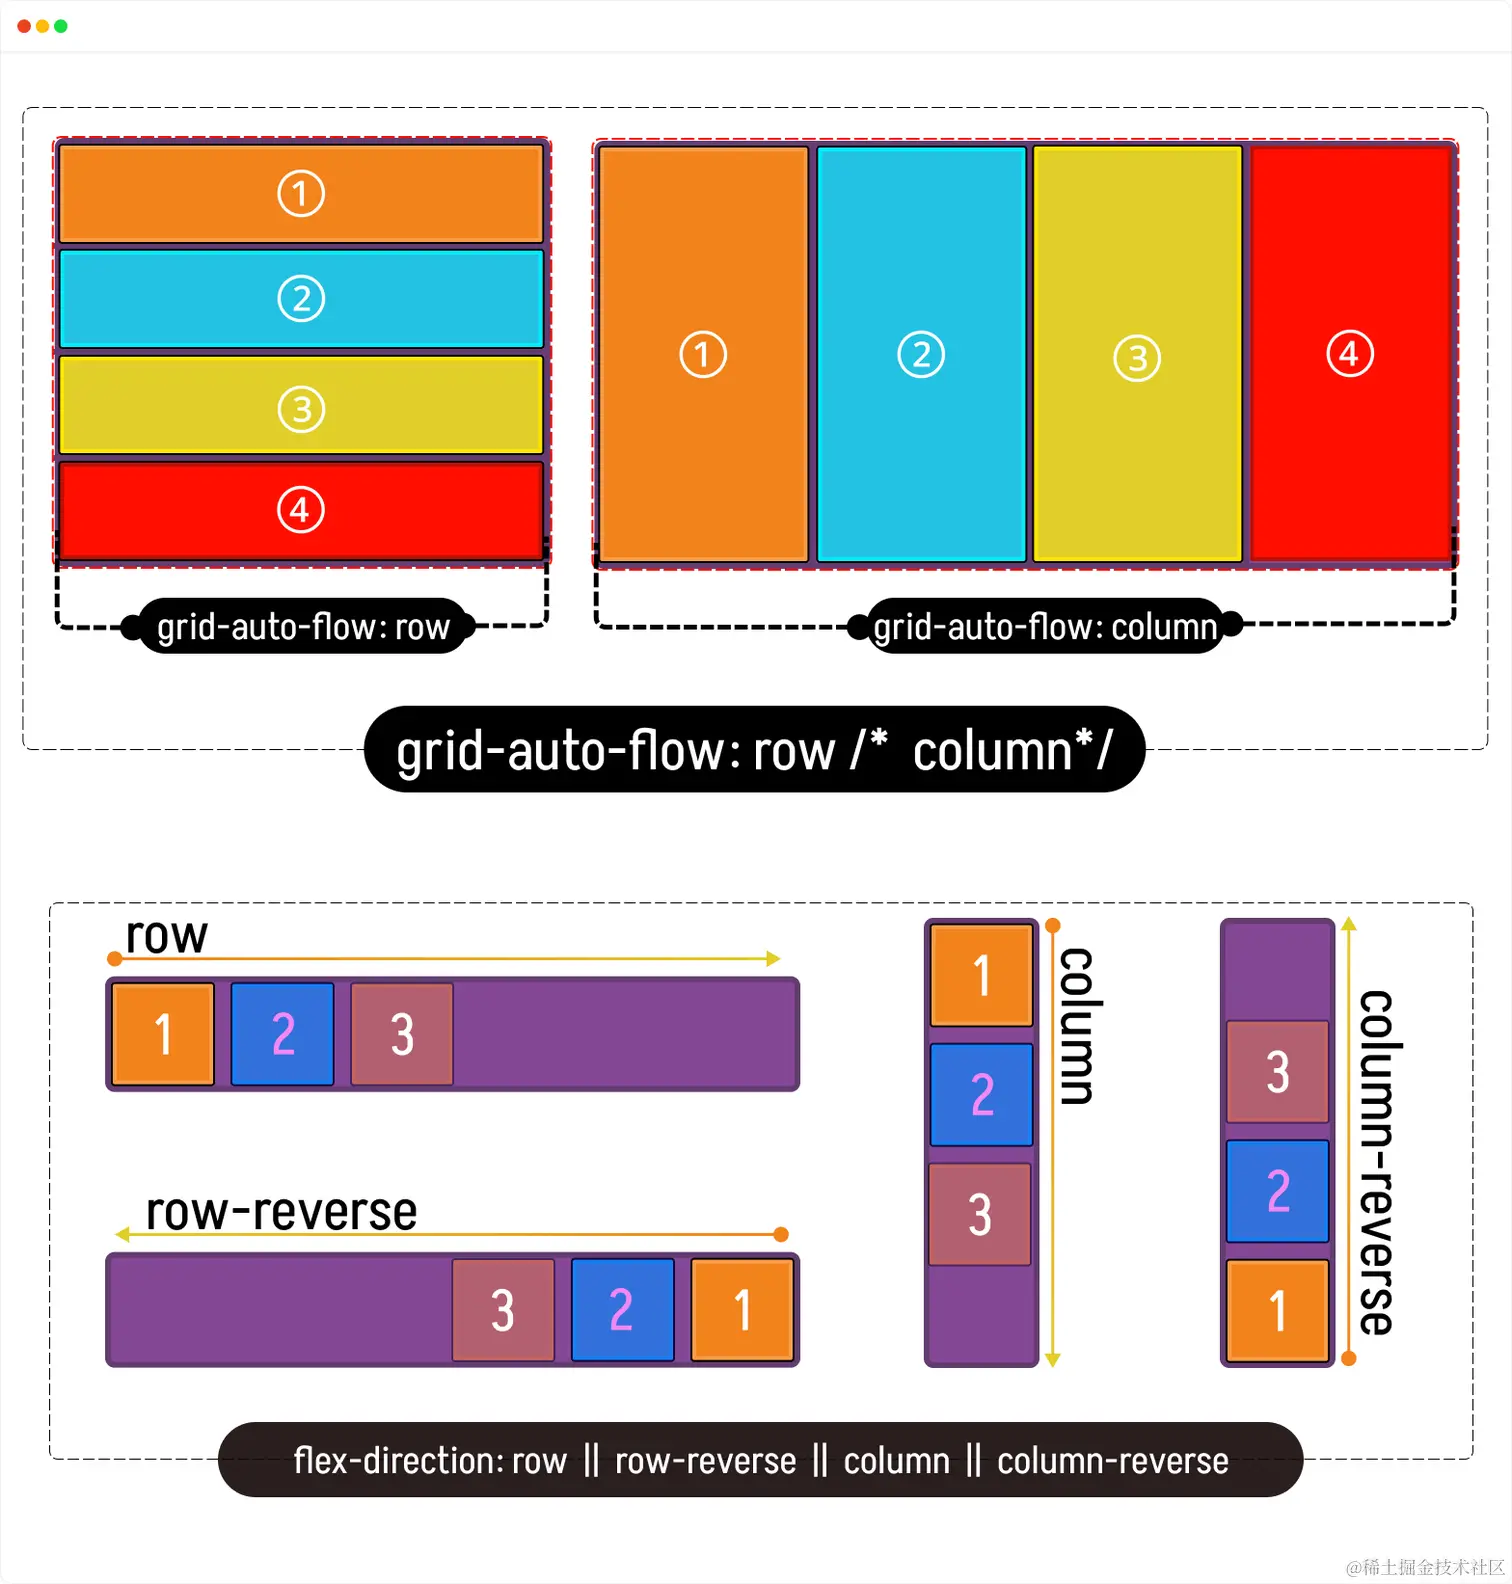 ①
②
③
④
① ② ③ ④
grid-auto-flow: row
grid-auto-flow: column
grid-auto-flow: row /* column*/
row
1 2 3
row-reverse
3 2 1
1
2
3
column
3
2
1
column-reverse
flex-direction: row || row-reverse || column || column-reverse
@稀土掘金技术社区